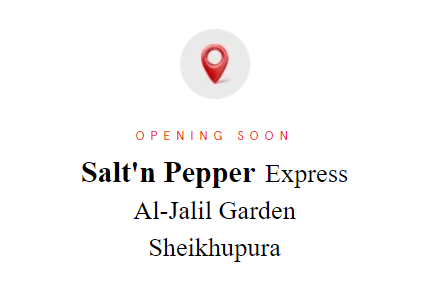 OPENING SOON
Salt'n Pepper Express
Al-Jalil Garden
Sheikhupura